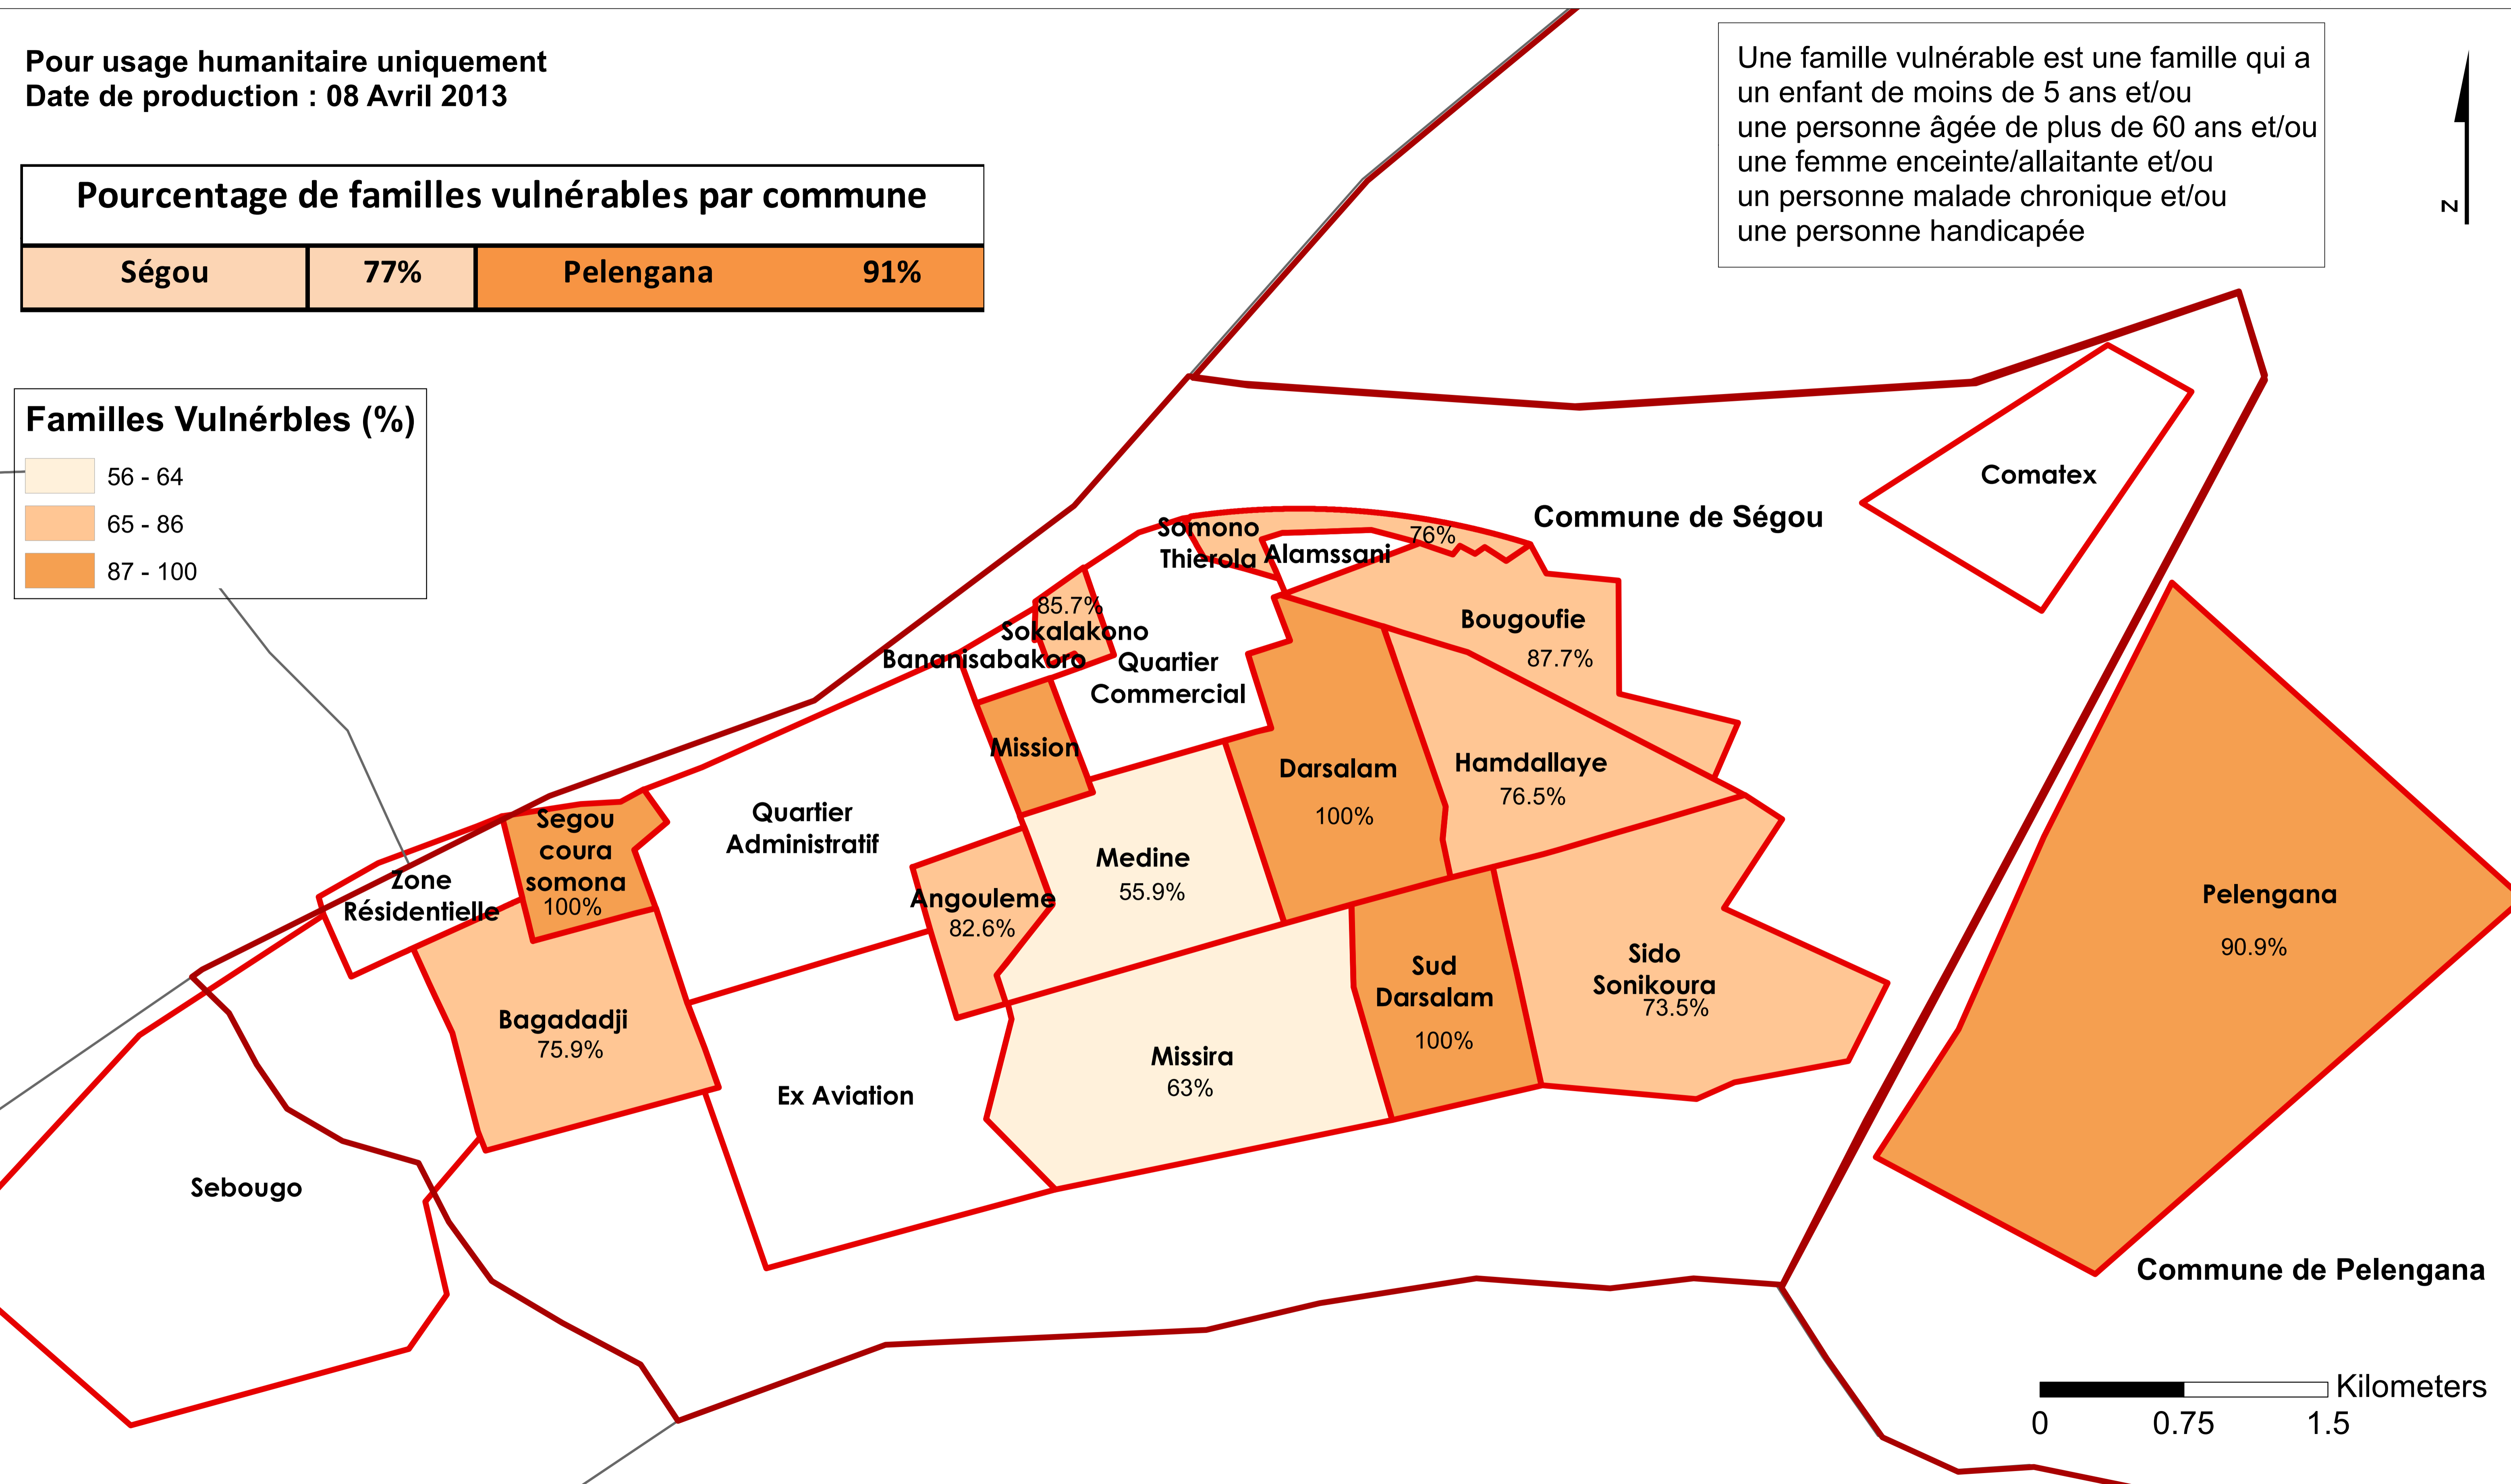 Pour usage humanitaire uniquement
Date de production : 08 Avril 2013
Pourcentage de familles vulnérables par commune
Ségou 77% Pelengana 91%
Une famille vulnérable est une famille qui a
un enfant de moins de 5 ans et/ou
une personne âgée de plus de 60 ans et/ou
une femme enceinte/allaitante et/ou
un personne malade chronique et/ou
une personne handicapée
N
Familles Vulnérbles (%)
56 - 64
65 - 86
87 - 100
Comatex
Commune de Ségou
Somono
Thierola
Alamssani
76%
85.7%
Sokalakono
Bananisabakoro
Quartier
Commercial
Bougoufie
87.7%
Mission
Darsalam
100%
Hamdallaye
76.5%
Quartier
Administratif
Segou
coura
somona
100%
Zone
Résidentielle
Angouleme
82.6%
Medine
55.9%
Pelengana
90.9%
Sud
Darsalam
100%
Sido
Sonikoura
73.5%
Bagadadji
75.9%
Missira
63%
Ex Aviation
Sebougo
Commune de Pelengana
Kilometers
0 0.75 1.5